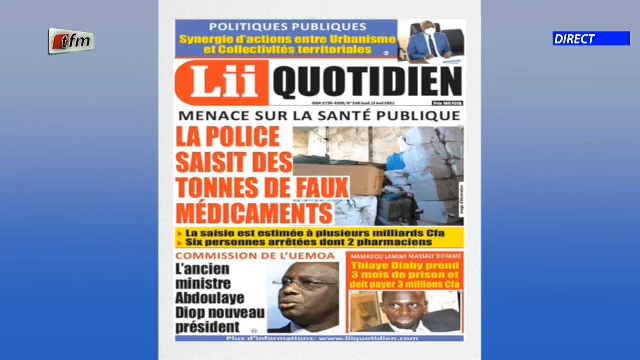 tfm
DIRECT
POLITIQUES PUBLIQUES
Synergie d'actions entre Urbanisme
et Collectivités territoriales
Lii QUOTIDIEN
Prix 100 FCFA
MENACE SUR LA SANTÉ PUBLIQUE
LA POLICE
SAISIT DES
TONNES DE FAUX
MÉDICAMENTS
La saisie est estimée à plusieurs milliards Cfa
Six personnes arrêtées dont 2 pharmaciens
COMMISSION DE L'UEMOA
L'ancien
ministre
Abdoulaye
Diop nouveau
président
MAMADOU LAMINE MASSALY DIFFAMÉ
Thiaye Diaby prend
3 mois de prison et
doit payer 3 millions Cfa
Plus d'informations: www.liiquotidien.com